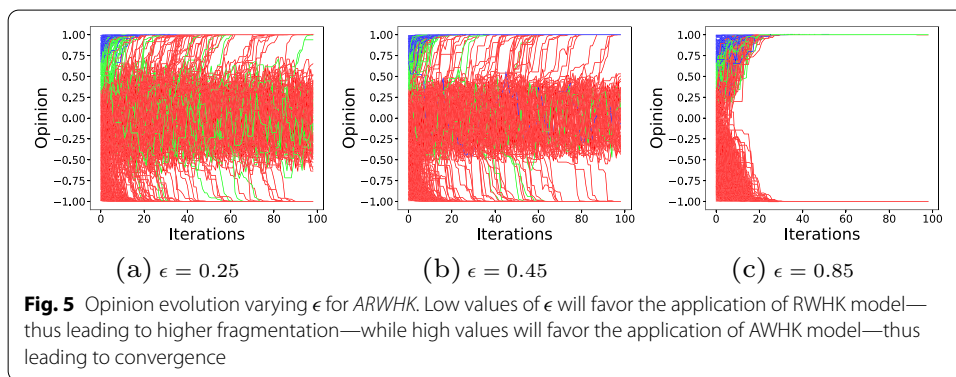 1.00
0.75
0.50
0.25
0.00
−0.25
−0.50
−0.75
−1.00
Opinion
0 20 40 60 80 100
Iterations
(a) ϵ = 0.25
1.00
0.75
0.50
0.25
0.00
−0.25
−0.50
−0.75
−1.00
Opinion
0 20 40 60 80 100
Iterations
(b) ϵ = 0.45
1.00
0.75
0.50
0.25
0.00
−0.25
−0.50
−0.75
−1.00
Opinion
0 20 40 60 80 100
Iterations
(c) ϵ = 0.85
Fig. 5 Opinion evolution varying ϵ for ARWHK. Low values of ϵ will favor the application of RWHK model—
thus leading to higher fragmentation—while high values will favor the application of AWHK model—thus
leading to convergence